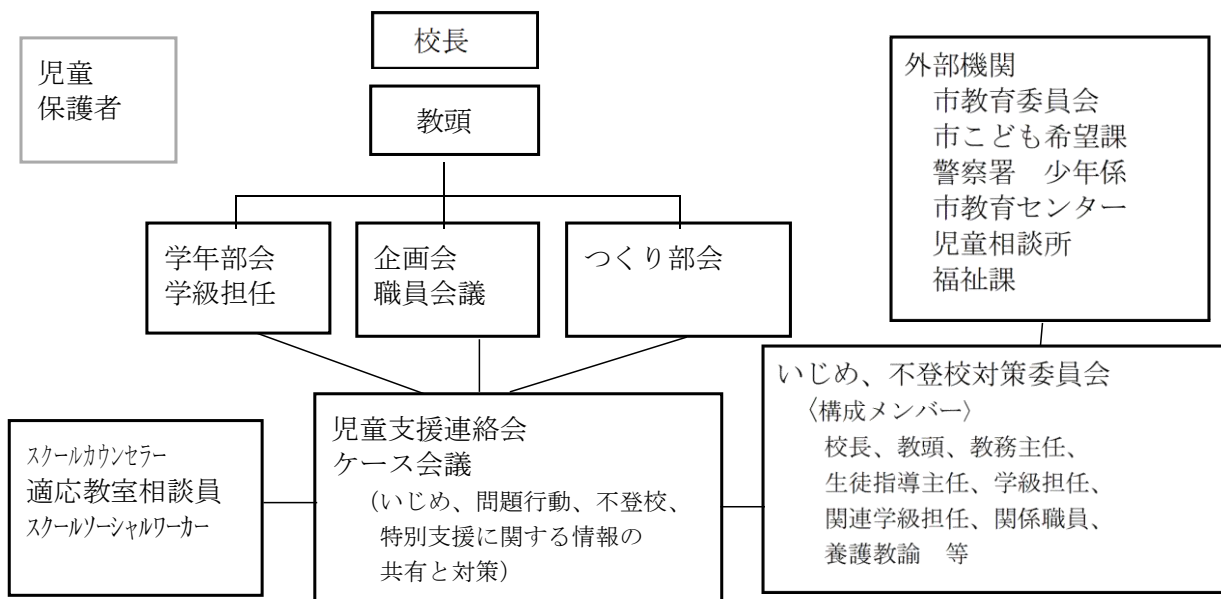 校長
児童
保護者
教頭
外部機関
市教育委員会
市こども希望課
警察署　少年係
市教育センター
児童相談所
福祉課
学年部会
学級担任
企画会
職員会議
つくり部会
いじめ、不登校対策委員会
〈構成メンバー〉
校長、教頭、教務主任、
生徒指導主任、学級担任、
関連学級担任、関係職員、
養護教諭　等
児童支援連絡会
ケース会議
（いじめ、問題行動、不登校、
特別支援に関する情報の
共有と対策）
スクールカウンセラー
適応教室相談員
スクールソーシャルワーカー